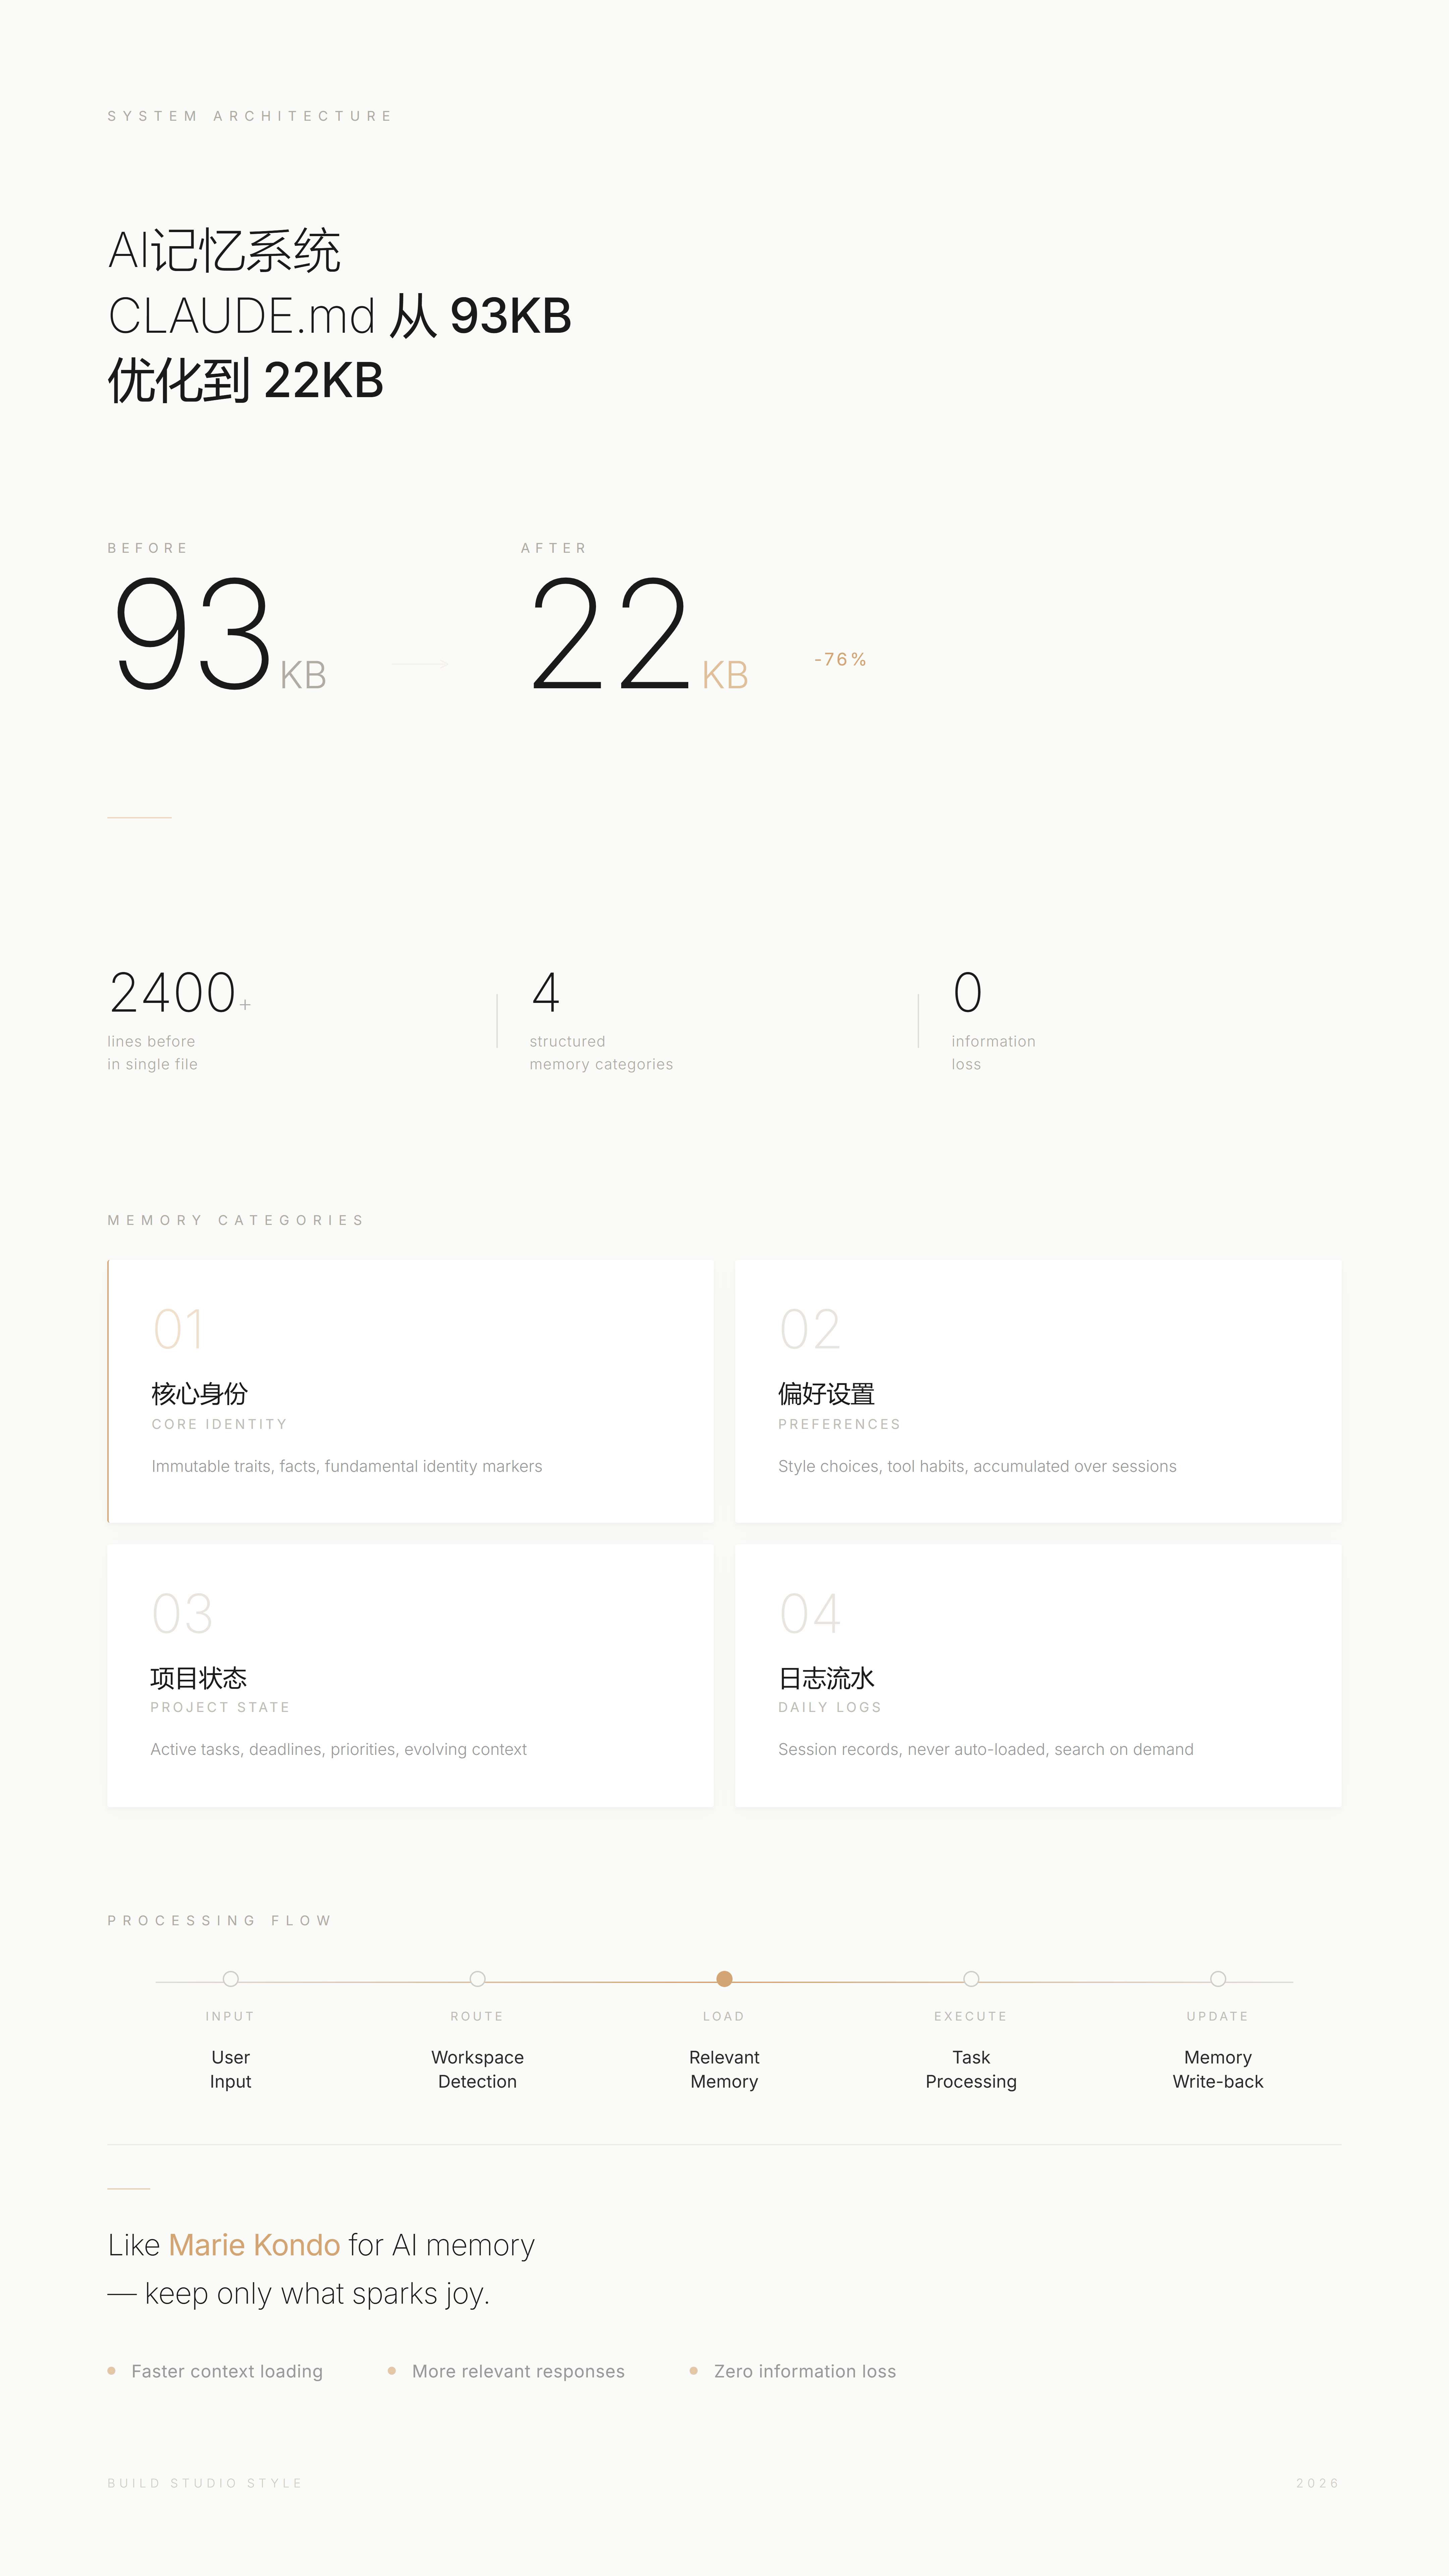 SYSTEM ARCHITECTURE
AI记忆系统
CLAUDE.md 从 93KB
优化到 22KB
BEFORE
93KB
AFTER
22KB
-76%
2400+
lines before
in single file
4
structured
memory categories
0
information
loss
MEMORY CATEGORIES
01
核心身份
CORE IDENTITY
Immutable traits, facts, fundamental identity markers
02
偏好设置
PREFERENCES
Style choices, tool habits, accumulated over sessions
03
项目状态
PROJECT STATE
Active tasks, deadlines, priorities, evolving context
04
日志流水
DAILY LOGS
Session records, never auto-loaded, search on demand
PROCESSING FLOW
INPUT
User
Input
ROUTE
Workspace
Detection
LOAD
Relevant
Memory
EXECUTE
Task
Processing
UPDATE
Memory
Write-back
Like Marie Kondo for AI memory
— keep only what sparks joy.
Faster context loading
More relevant responses
Zero information loss
BUILD STUDIO STYLE
2026